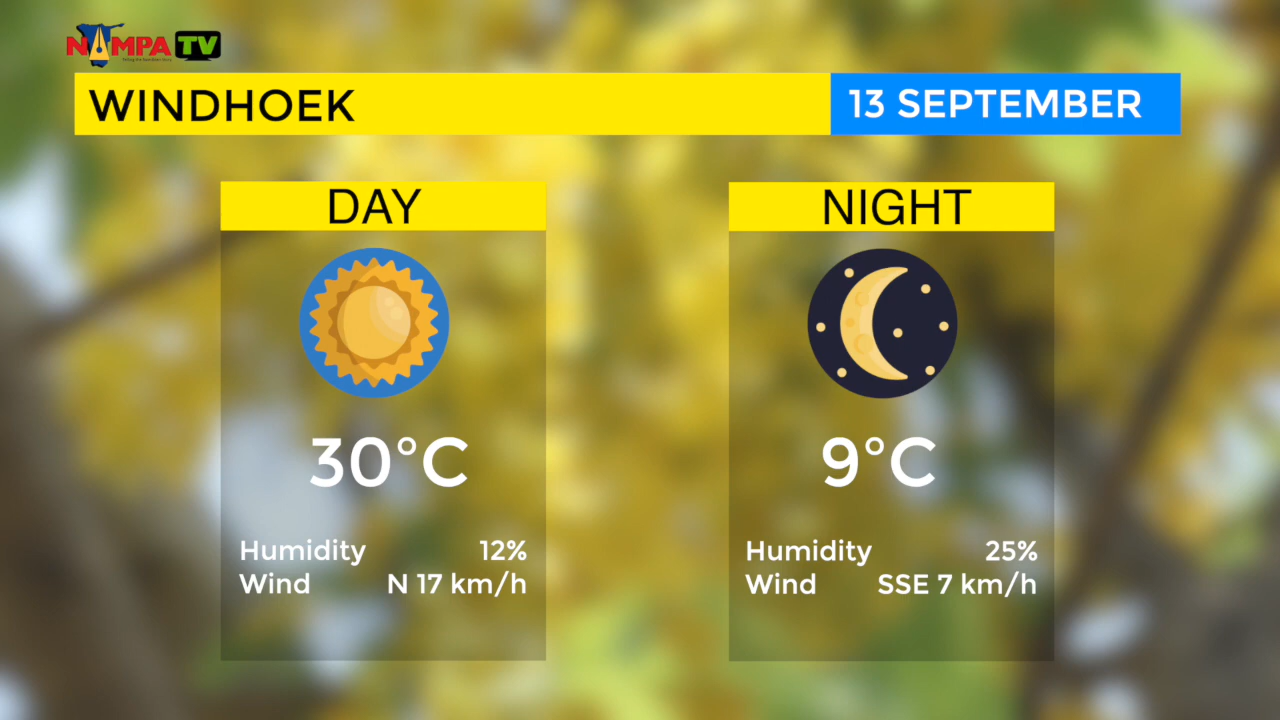 NAMPA TV
WINDHOEK
13 SEPTEMBER
DAY
30°C
Humidity 12%
Wind N 17 km/h
NIGHT
9°C
Humidity 25%
Wind SSE 7 km/h